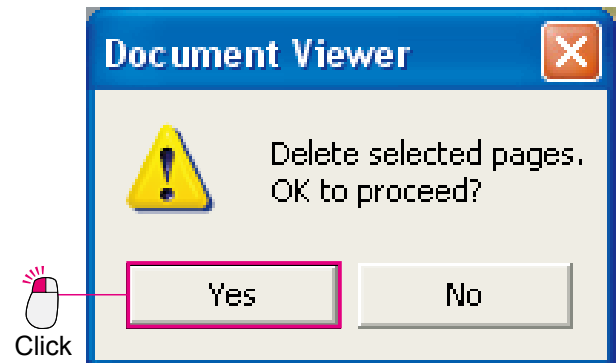 Document Viewer
Delete selected pages.
OK to proceed?
Yes
No
Click